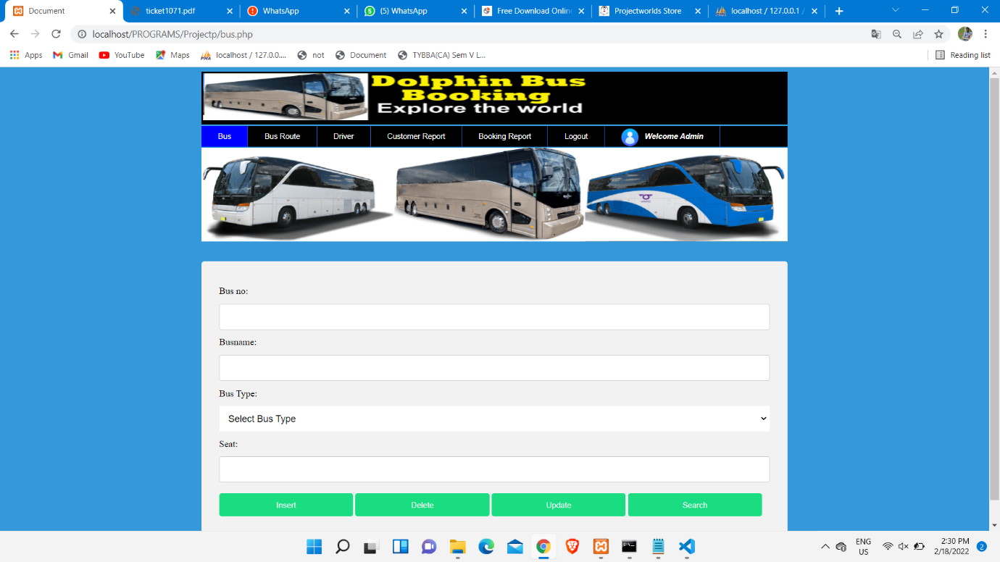 Document
ticket1071.pdf
WhatsApp
(5) WhatsApp
Free Download Onlin
Projectworlds Store
localhost / 127.0.0.1 /
localhost/PROGRAMS/Projectp/bus.php
Apps
Gmail
YouTube
Maps
localhost / 127.0.0....
not
Document
TYBBA(CA) Sem V L...
Reading list
Dolphin Bus
Booking
Explore the world
Bus
Bus Route
Driver
Customer Report
Booking Report
Logout
Welcome Admin
Bus no:
Busname:
Bus Type:
Select Bus Type
Seat:
Insert
Delete
Update
Search
ENG
US
2:30 PM
2/18/2022
2